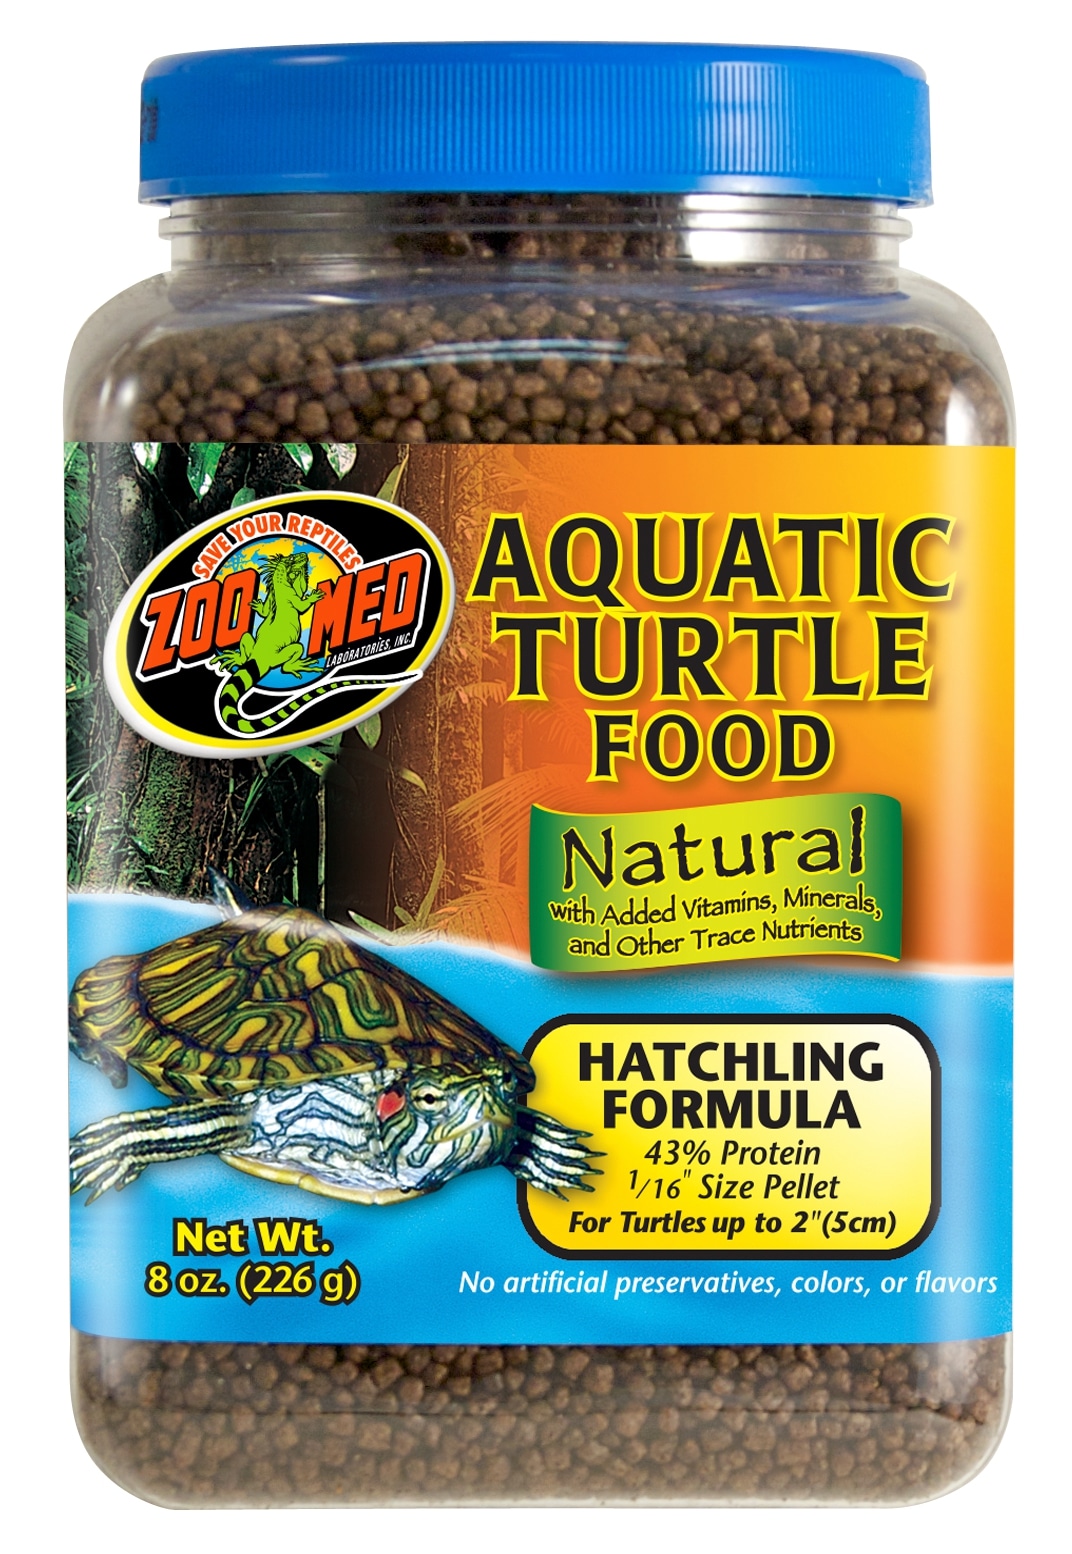 SAVE YOUR REPTILES
ZOO MED
LABORATORIES, INC.
AQUATIC
TURTLE
FOOD
Natural
with Added Vitamins, Minerals,
and Other Trace Nutrients
HATCHLING
FORMULA
43% Protein
1/16" Size Pellet
For Turtles up to 2"(5cm)
Net Wt.
8 oz. (226 g)
No artificial preservatives, colors, or flavors